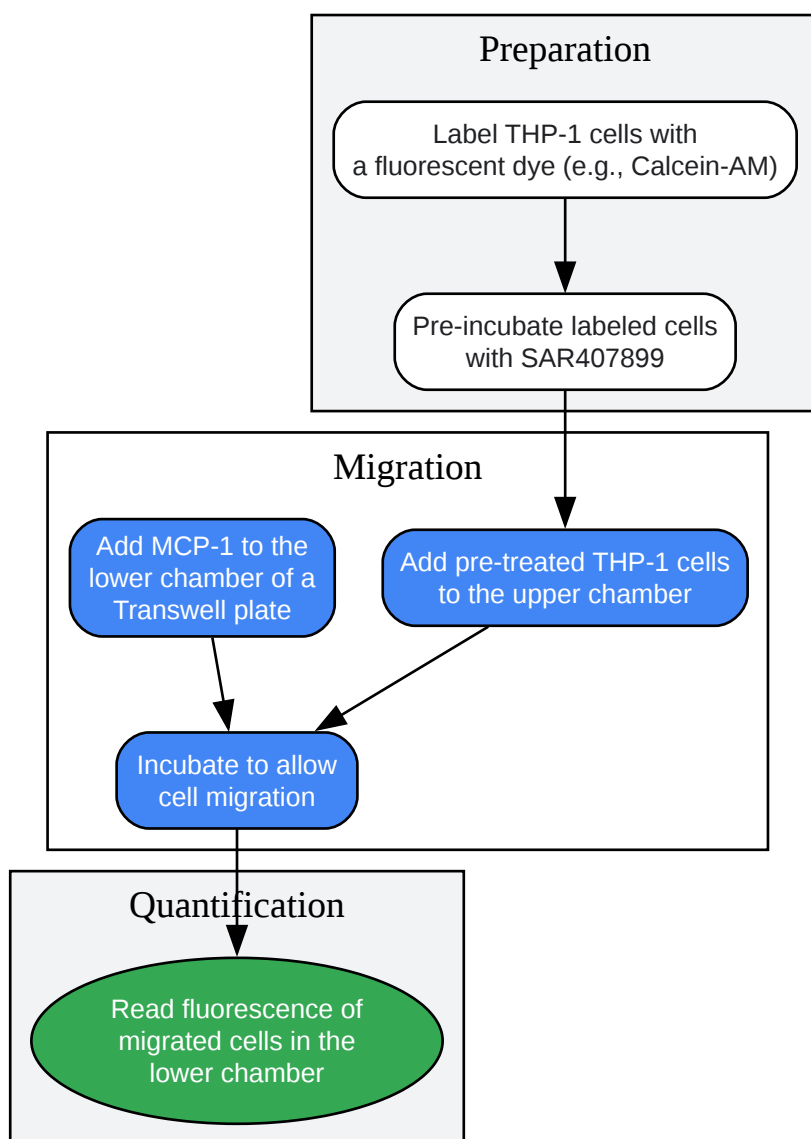 Preparation
Label THP-1 cells with
a fluorescent dye (e.g., Calcein-AM)
Pre-incubate labeled cells
with SAR407899
Migration
Add MCP-1 to the
lower chamber of a
Transwell plate
Add pre-treated THP-1 cells
to the upper chamber
Incubate to allow
cell migration
Quantification
Read fluorescence of
migrated cells in the
lower chamber